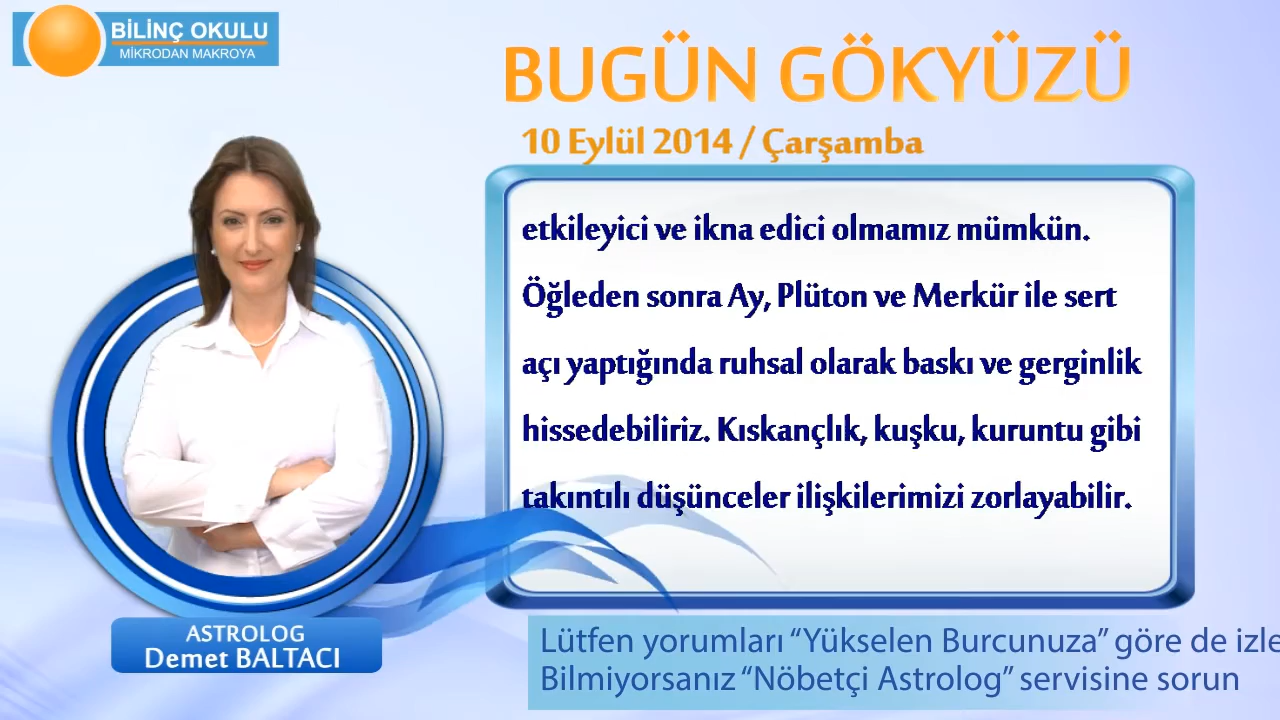 BİLİNÇ OKULU
MİKRODAN MAKROYA
BUGÜN GÖKYÜZÜ
10 Eylül 2014 / Çarşamba
etkileyici ve ikna edici olmamız mümkün.
Öğleden sonra Ay, Plüton ve Merkür ile sert
açı yaptığında ruhsal olarak baskı ve gerginlik
hissedebiliriz. Kıskançlık, kuşku, kuruntu gibi
takıntılı düşünceler ilişkilerimizi zorlayabilir.
ASTROLOG
Demet BALTACI
Lütfen yorumları “Yükselen Burcunuza” göre de izle
Bilmiyorsanız “Nöbetçi Astrolog” servisine sorun